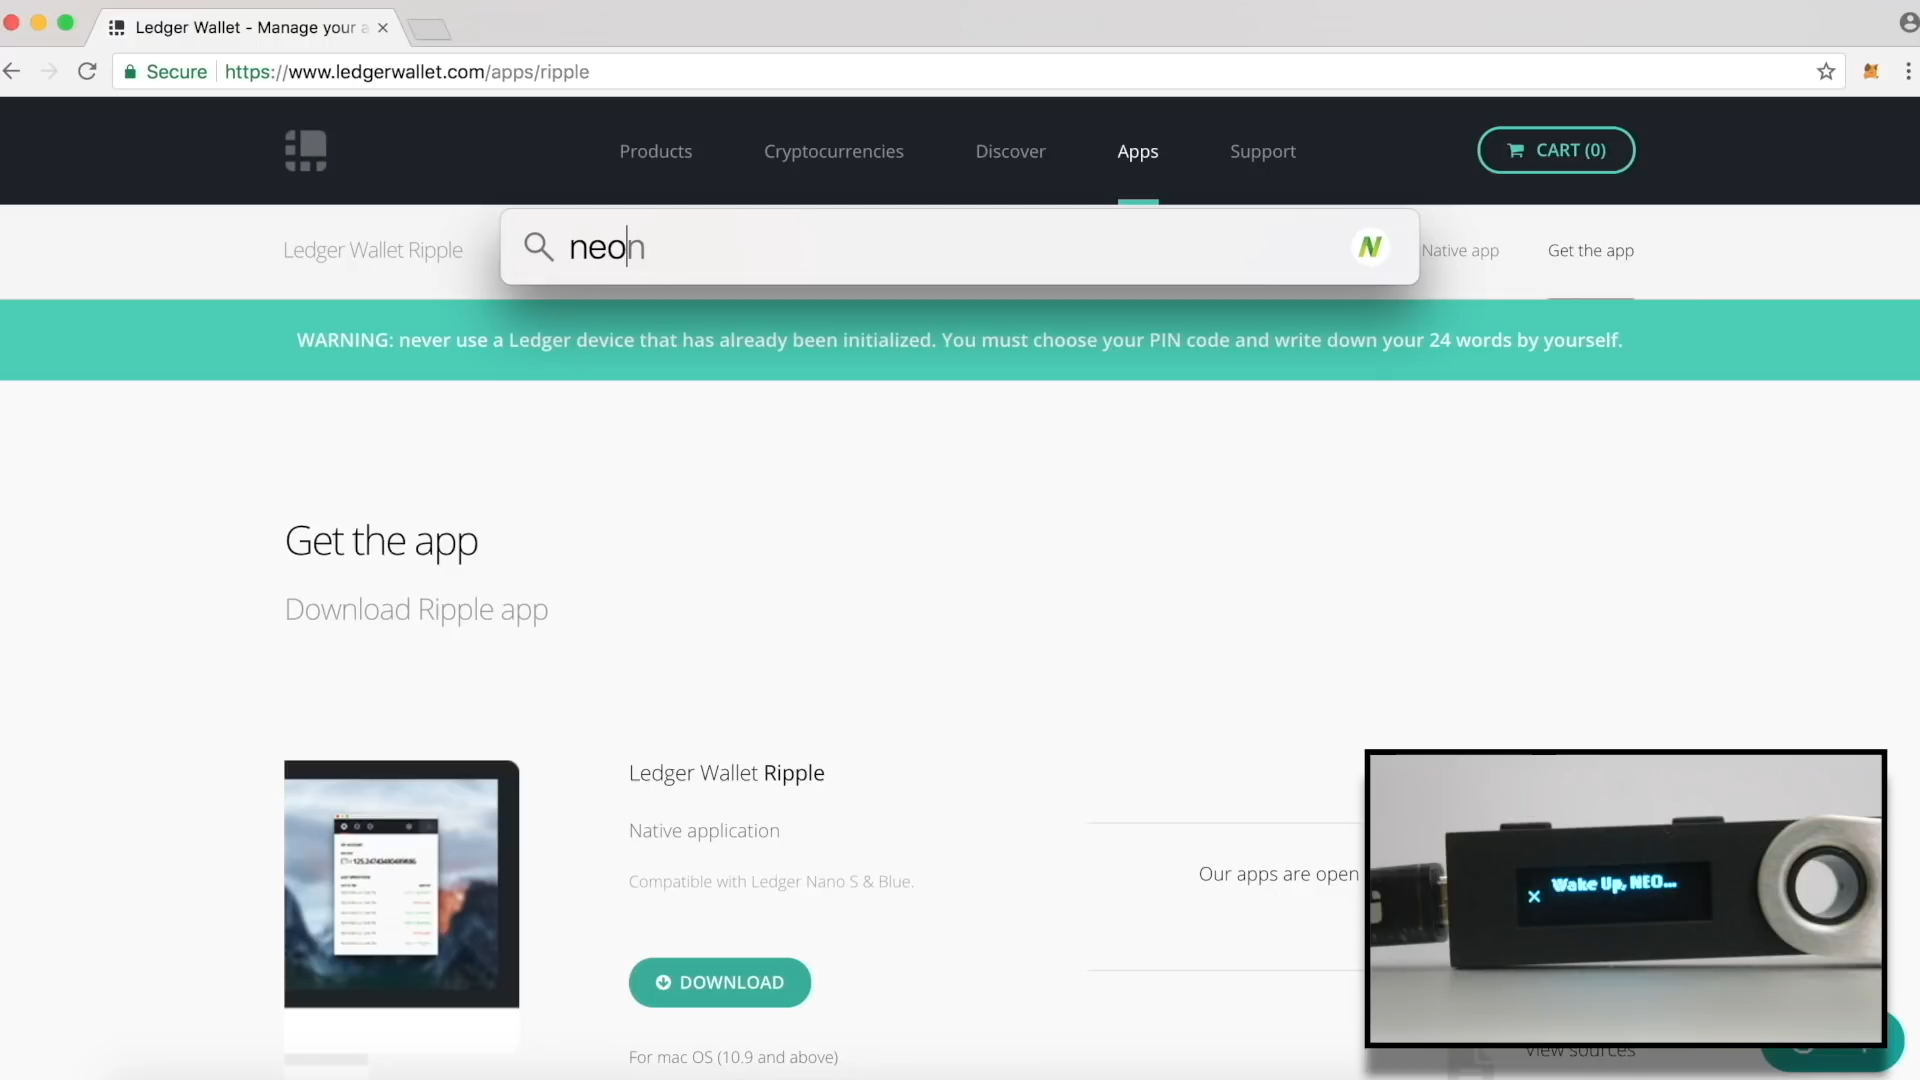 Ledger Wallet - Manage your a
Secure
https://www.ledgerwallet.com/apps/ripple
Products
Cryptocurrencies
Discover
Apps
Support
CART (0)
Ledger Wallet Ripple
neon
Native app
Get the app
WARNING: never use a Ledger device that has already been initialized. You must choose your PIN code and write down your 24 words by yourself.
Get the app
Download Ripple app
Ledger Wallet Ripple
Native application
Compatible with Ledger Nano S & Blue.
Our apps are open
DOWNLOAD
Wake Up, NEO...
For mac OS (10.9 and above)
View sources